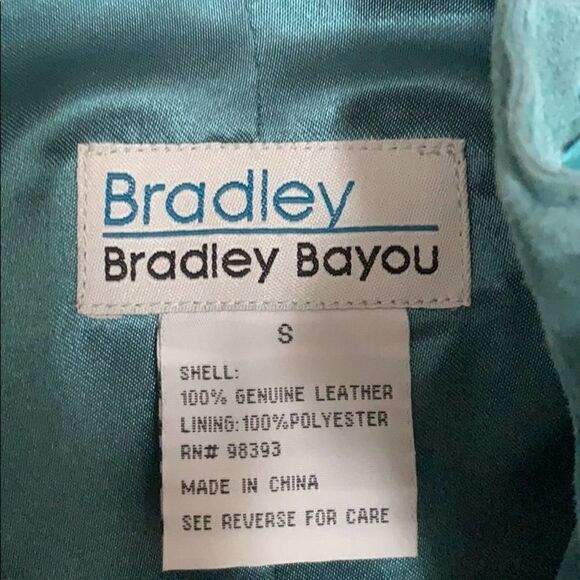 Bradley
Bradley Bayou
S
SHELL:
100% GENUINE LEATHER
LINING:100%POLYESTER
RN# 98393
MADE IN CHINA
SEE REVERSE FOR CARE